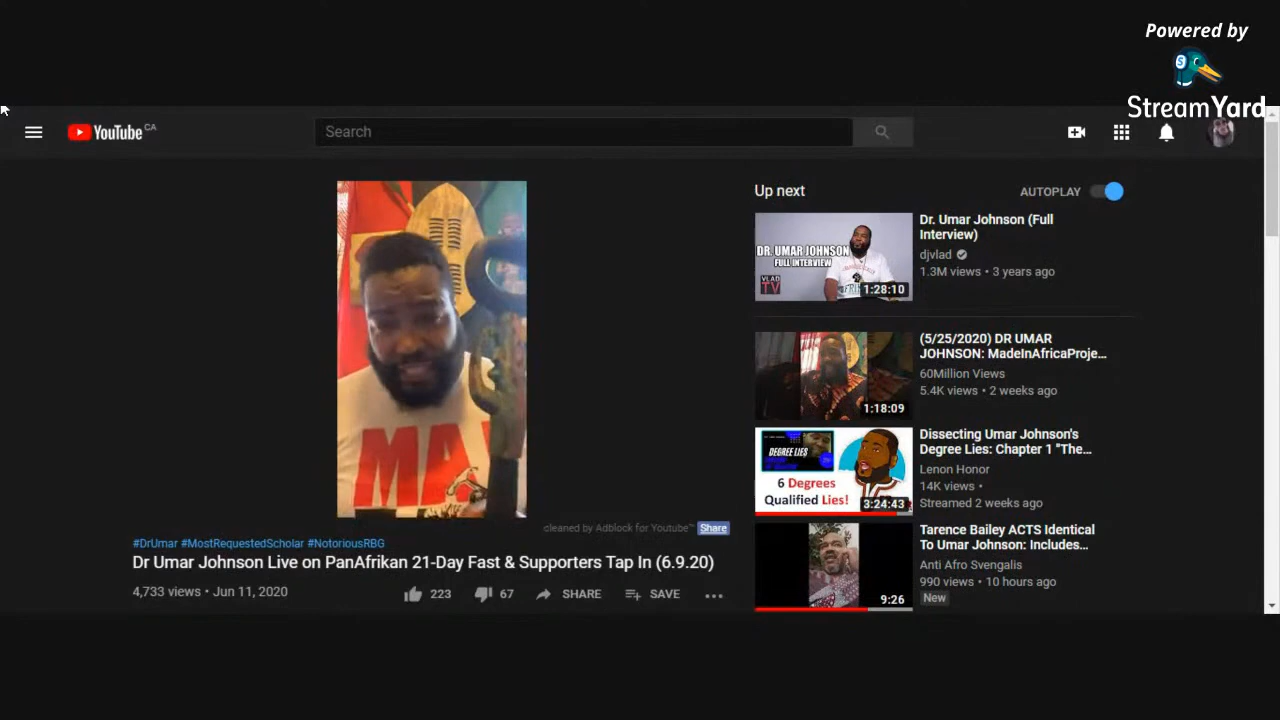 Powered by
StreamYard
YouTube CA
Search
Up next
AUTOPLAY
DR. UMAR JOHNSON
FULL INTERVIEW
VLAD
TV
1:28:10
Dr. Umar Johnson (Full
Interview)
djvlad
1.3M views • 3 years ago
MA
1:18:09
(5/25/2020) DR UMAR
JOHNSON: MadeInAfricaProje...
60Million Views
5.4K views • 2 weeks ago
DEGREE LIES
6 Degrees
Qualified Lies!
3:24:43
Dissecting Umar Johnson's
Degree Lies: Chapter 1 "The...
Lenon Honor
14K views •
Streamed 2 weeks ago
cleaned by Adblock for Youtube™ Share
#DrUmar #MostRequestedScholar #NotoriousRBG
Dr Umar Johnson Live on PanAfrikan 21-Day Fast & Supporters Tap In (6.9.20)
4,733 views • Jun 11, 2020
223 67 SHARE SAVE
9:26
Tarence Bailey ACTS Identical
To Umar Johnson: Includes...
Anti Afro Svengalis
990 views • 10 hours ago
New